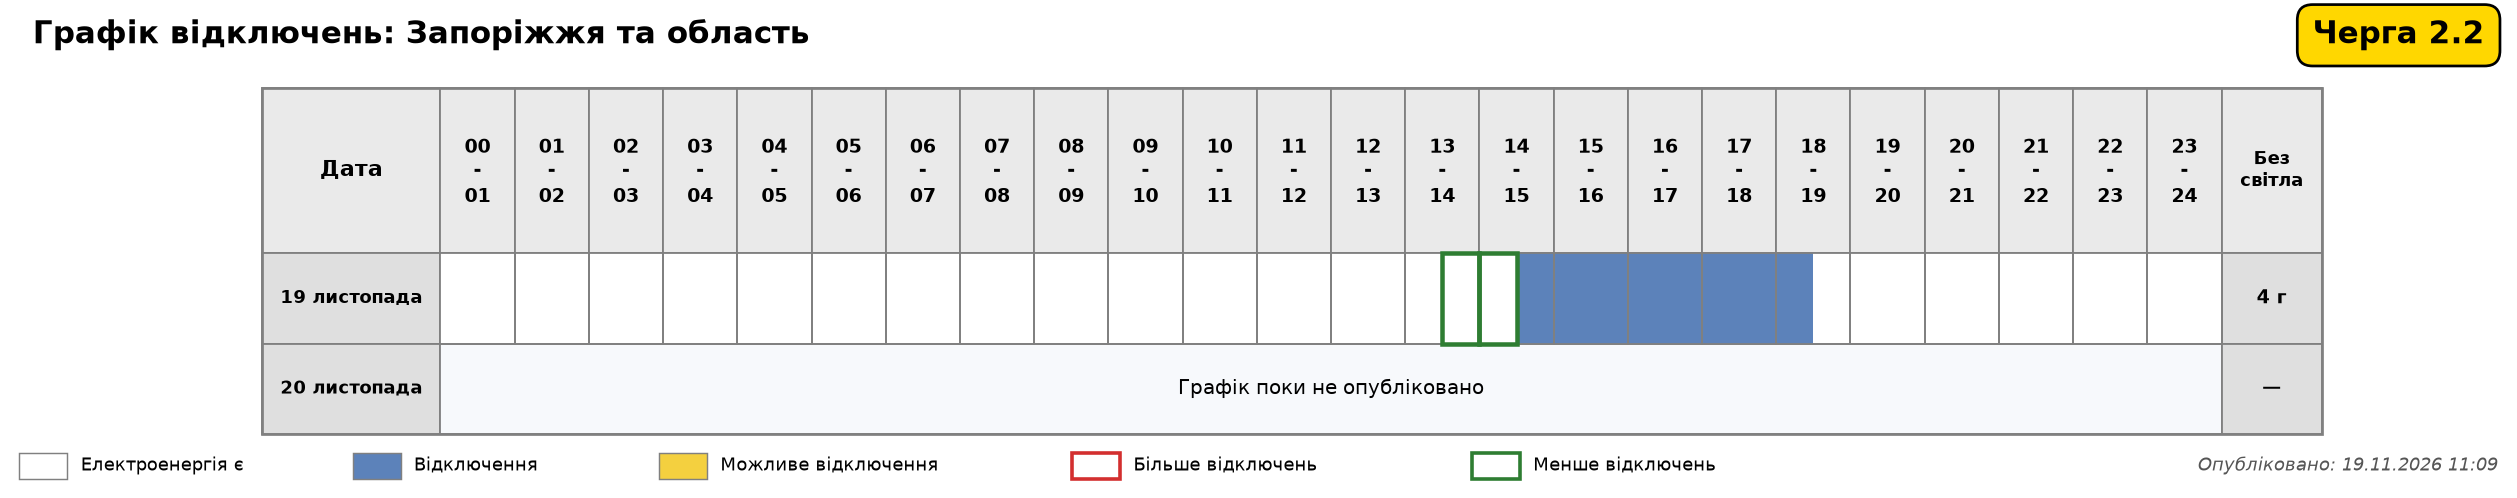 Графік відключень: Запоріжжя та область
Черга 2.2
Дата
00 - 01
01 - 02
02 - 03
03 - 04
04 - 05
05 - 06
06 - 07
07 - 08
08 - 09
09 - 10
10 - 11
11 - 12
12 - 13
13 - 14
14 - 15
15 - 16
16 - 17
17 - 18
18 - 19
19 - 20
20 - 21
21 - 22
22 - 23
23 - 24
Без
світла
19 листопада
4 г
20 листопада
Графік поки не опубліковано
—
Електроенергія є
Відключення
Можливе відключення
Більше відключень
Менше відключень
Опубліковано: 19.11.2026 11:09